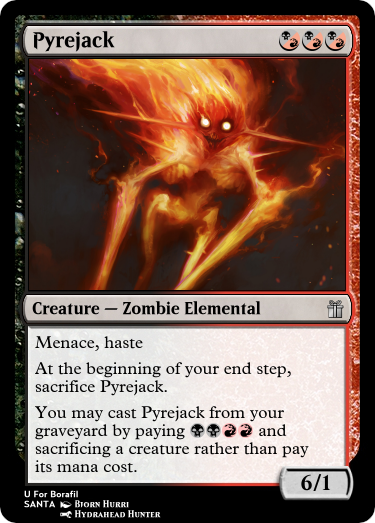 Pyrejack
Creature — Zombie Elemental
Menace, haste
At the beginning of your end step,
sacrifice Pyrejack.
You may cast Pyrejack from your
graveyard by paying and
sacrificing a creature rather than pay
its mana cost.
6/1
U For Borafil
SANTA Bjorn Hurri
Hydrahead Hunter